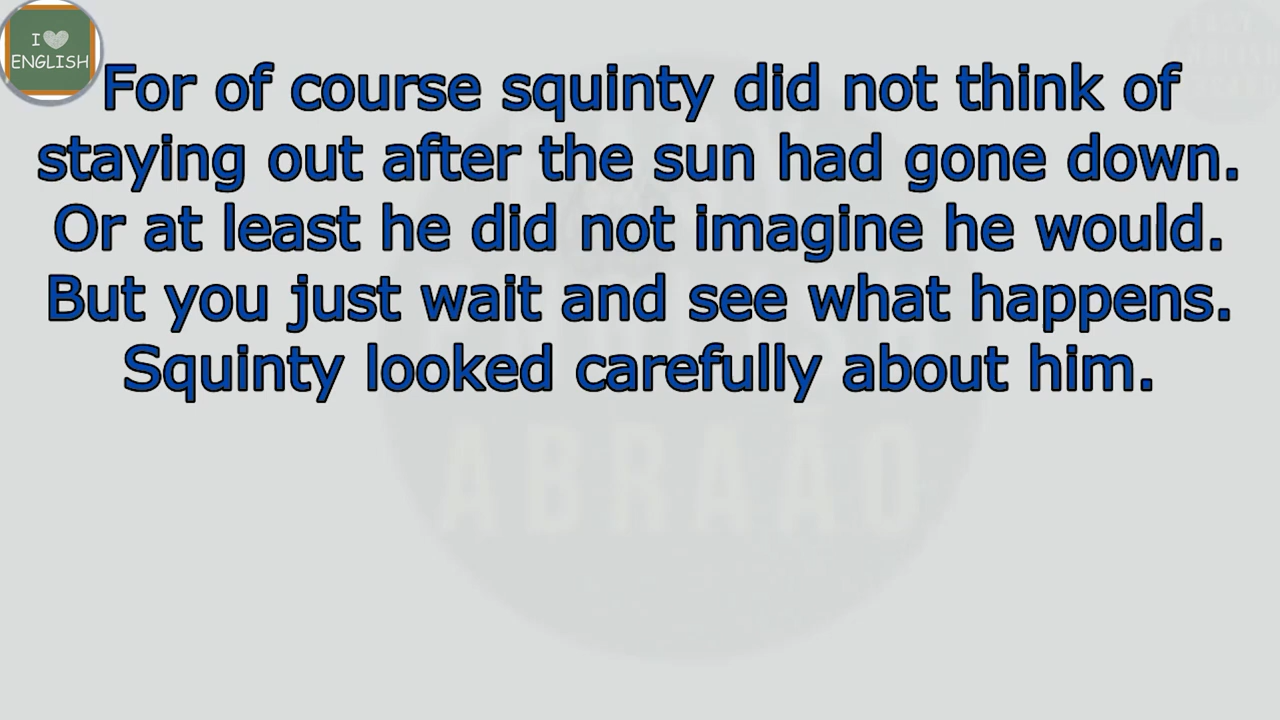 I
ENGLISH
For of course squinty did not think of
staying out after the sun had gone down.
Or at least he did not imagine he would.
But you just wait and see what happens.
Squinty looked carefully about him.
ABRAÃO